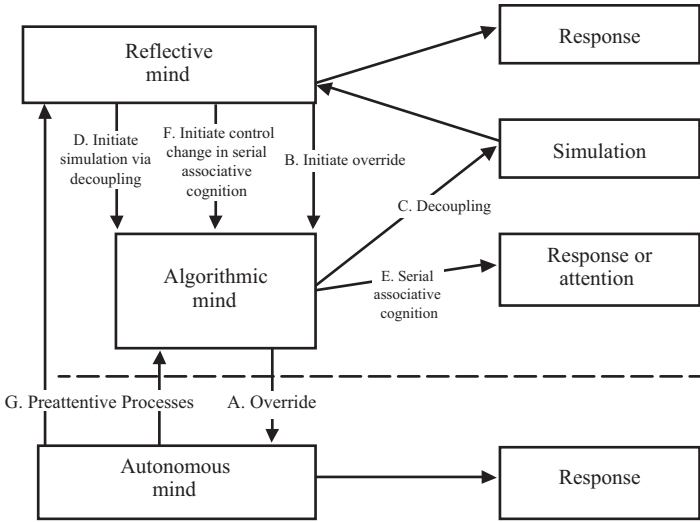 Reflective
mind
Response
D. Initiate
simulation via
decoupling
F. Initiate control
change in serial
associative
cognition
B. Initiate override
Simulation
C. Decoupling
Algorithmic
mind
E. Serial
associative
cognition
Response or
attention
G. Preattentive Processes
A. Override
Autonomous
mind
Response